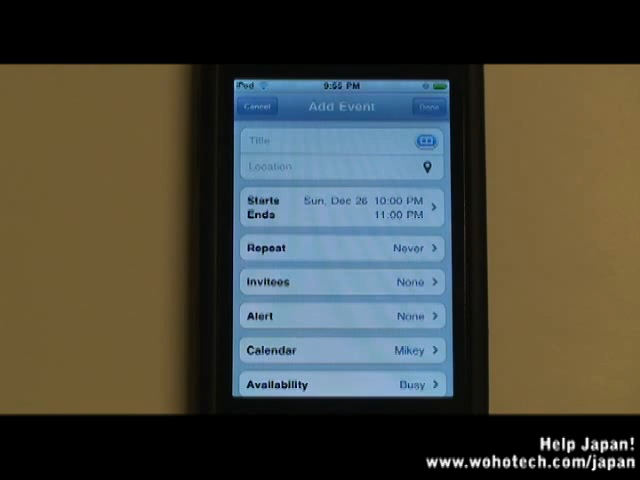 iPod 9:55 PM
Cancel Add Event Done
Title
Location
Starts Sun, Dec 26 10:00 PM
Ends 11:00 PM
Repeat Never
Invitees None
Alert None
Calendar Mikey
Availability Busy
Help Japan!
www.wohotech.com/japan